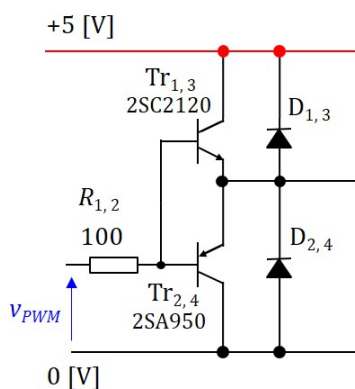 +5 [V]
Tr1, 3
2SC2120
D1, 3
R1, 2
100
D2, 4
Tr2, 4
vPWM
2SA950
0 [V]